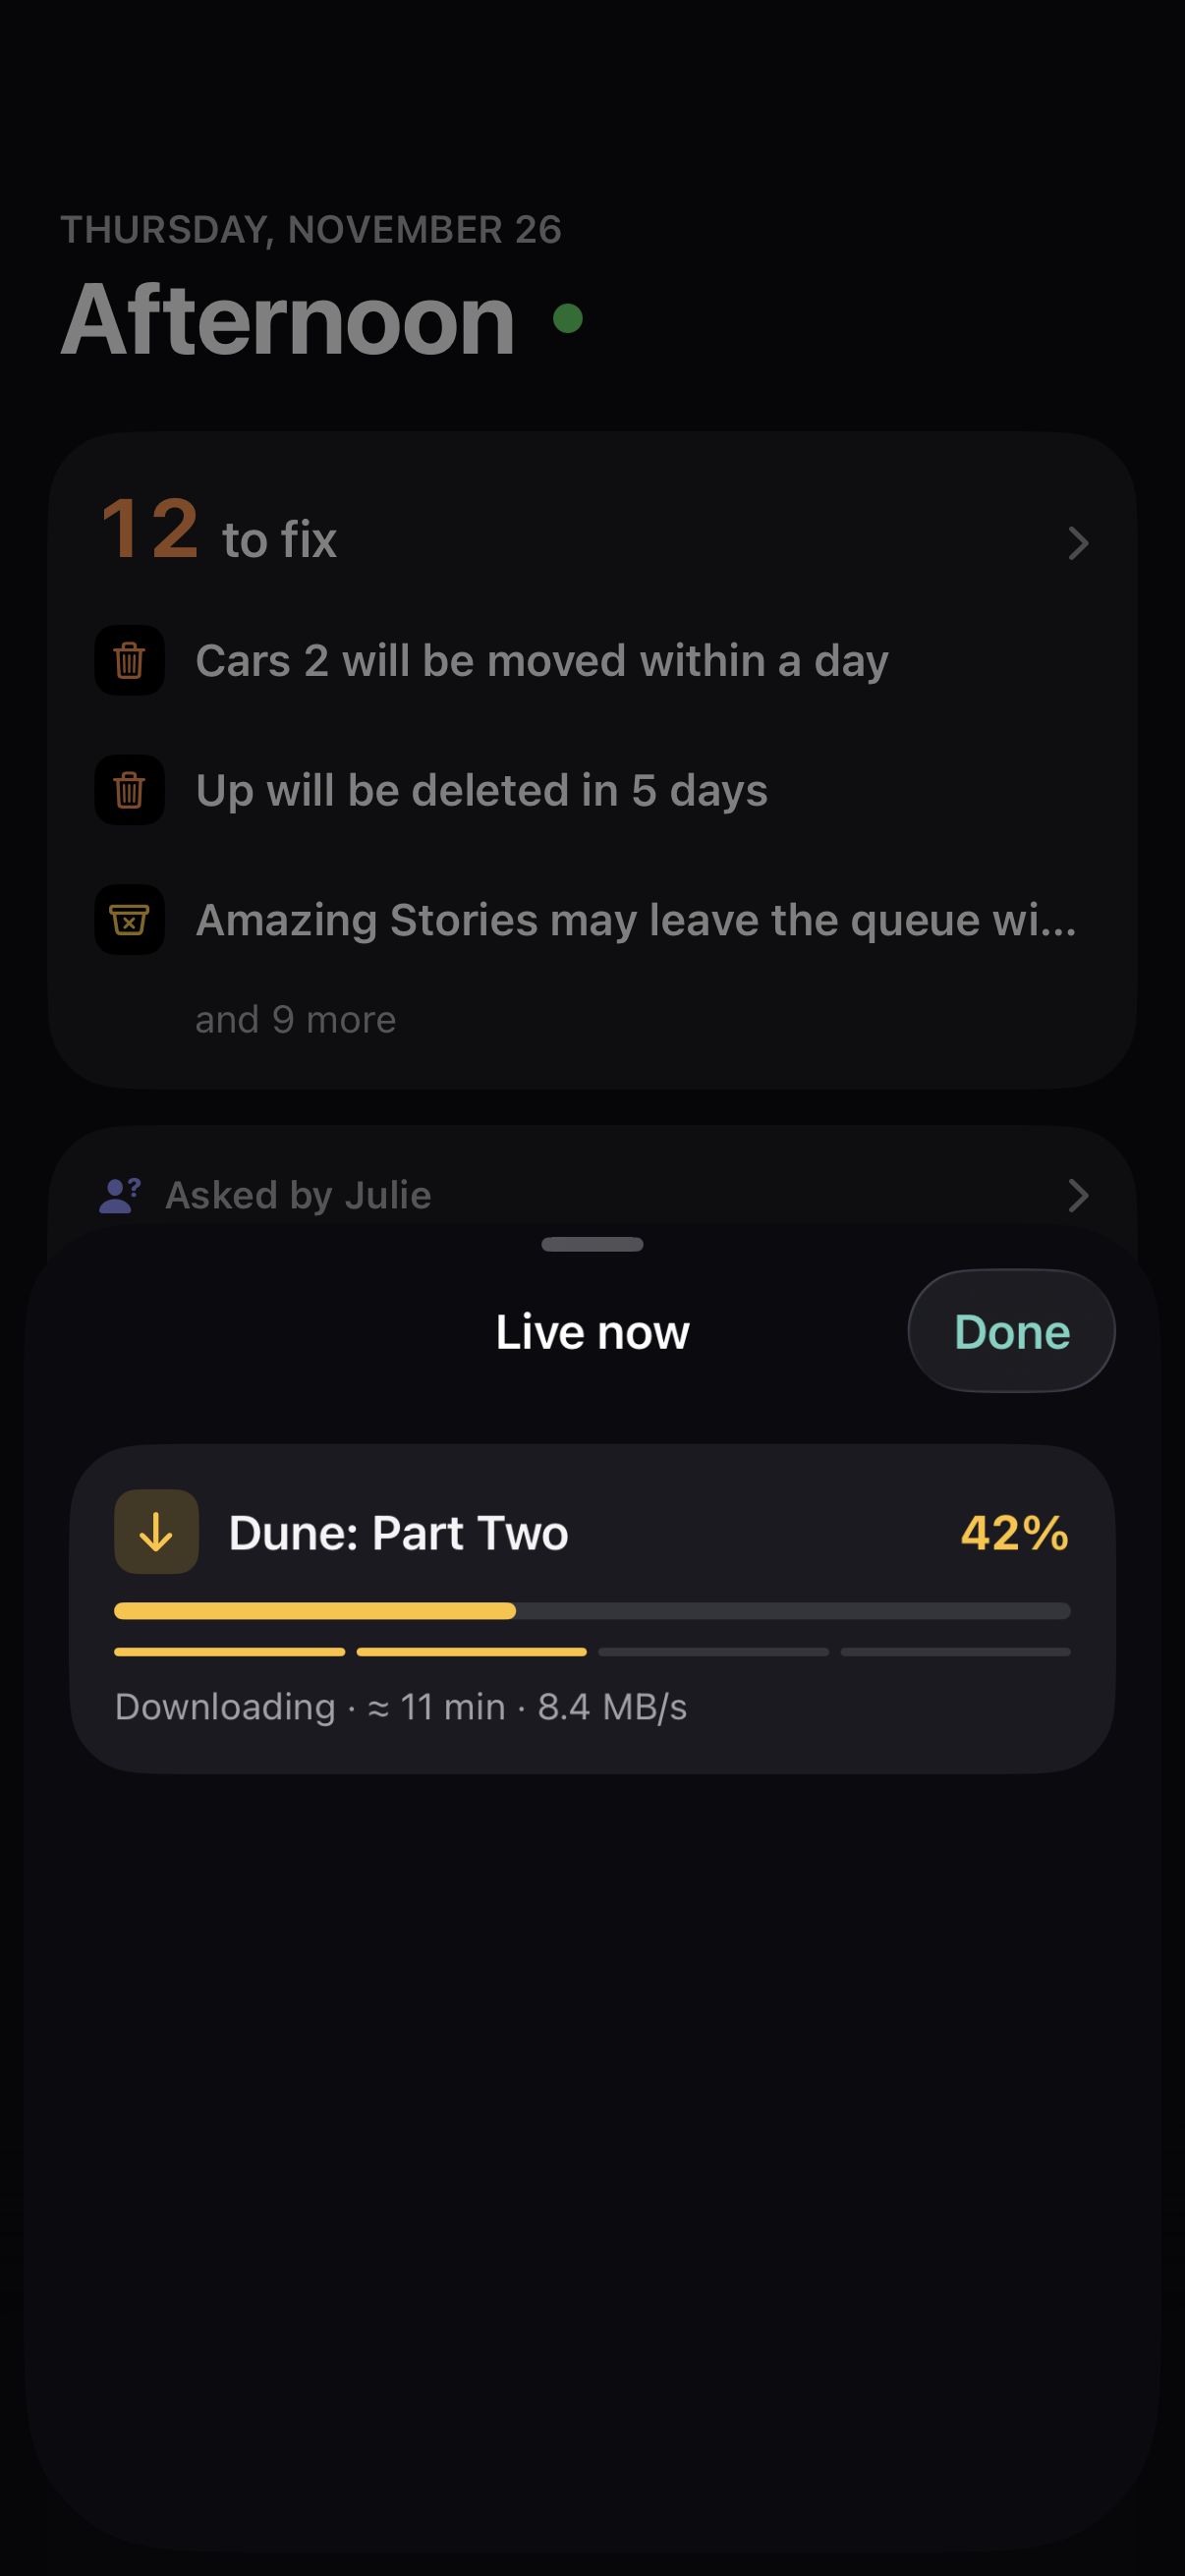 THURSDAY, NOVEMBER 26
Afternoon
12 to fix
Cars 2 will be moved within a day
Up will be deleted in 5 days
Amazing Stories may leave the queue wi...
and 9 more
Asked by Julie
Live now
Done
Dune: Part Two
42%
Downloading · ≈ 11 min · 8.4 MB/s